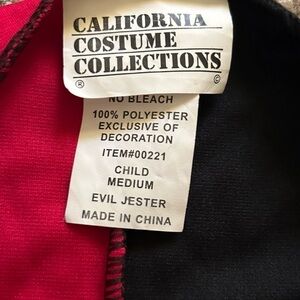 CALIFORNIA
COSTUME
COLLECTIONS
® ©
NO BLEACH
100% POLYESTER
EXCLUSIVE OF
DECORATION
ITEM#00221
CHILD
MEDIUM
EVIL JESTER
MADE IN CHINA